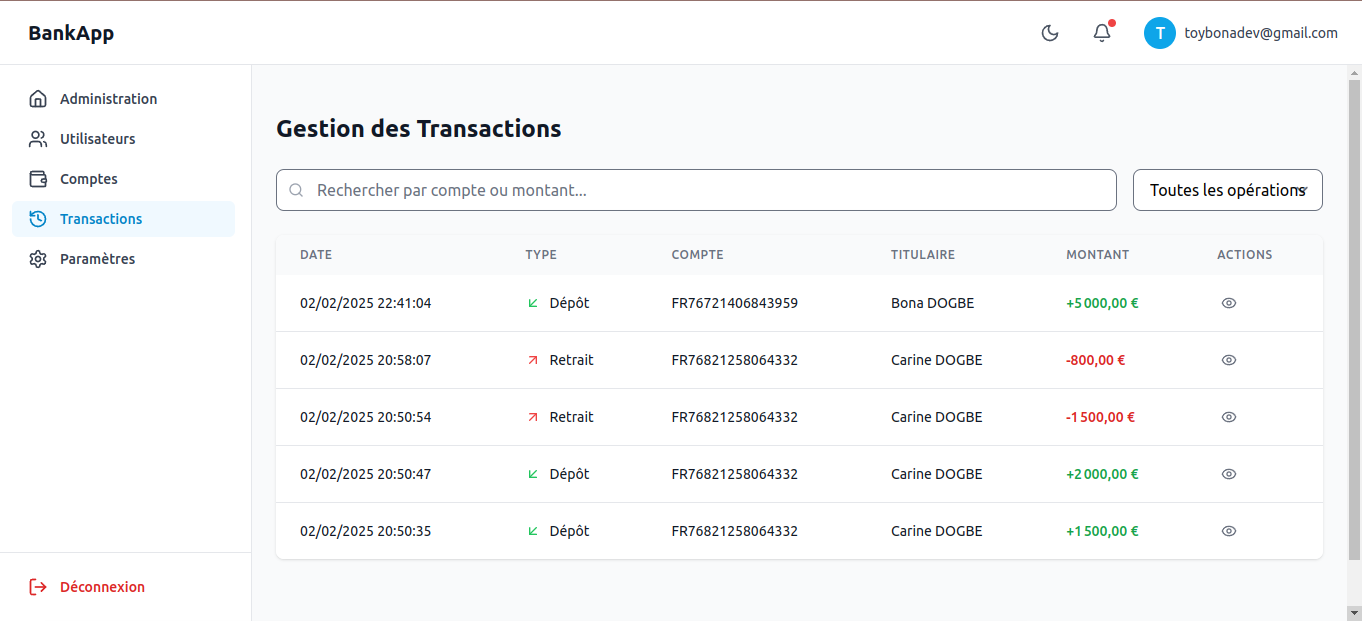 BankApp
T toybonadev@gmail.com
Administration
Utilisateurs
Comptes
Transactions
Paramètres
Déconnexion
Gestion des Transactions
Rechercher par compte ou montant...
Toutes les opérations
DATE TYPE COMPTE TITULAIRE MONTANT ACTIONS
02/02/2025 22:41:04 Dépôt FR76721406843959 Bona DOGBE +5 000,00 €
02/02/2025 20:58:07 Retrait FR76821258064332 Carine DOGBE -800,00 €
02/02/2025 20:50:54 Retrait FR76821258064332 Carine DOGBE -1 500,00 €
02/02/2025 20:50:47 Dépôt FR76821258064332 Carine DOGBE +2 000,00 €
02/02/2025 20:50:35 Dépôt FR76821258064332 Carine DOGBE +1 500,00 €